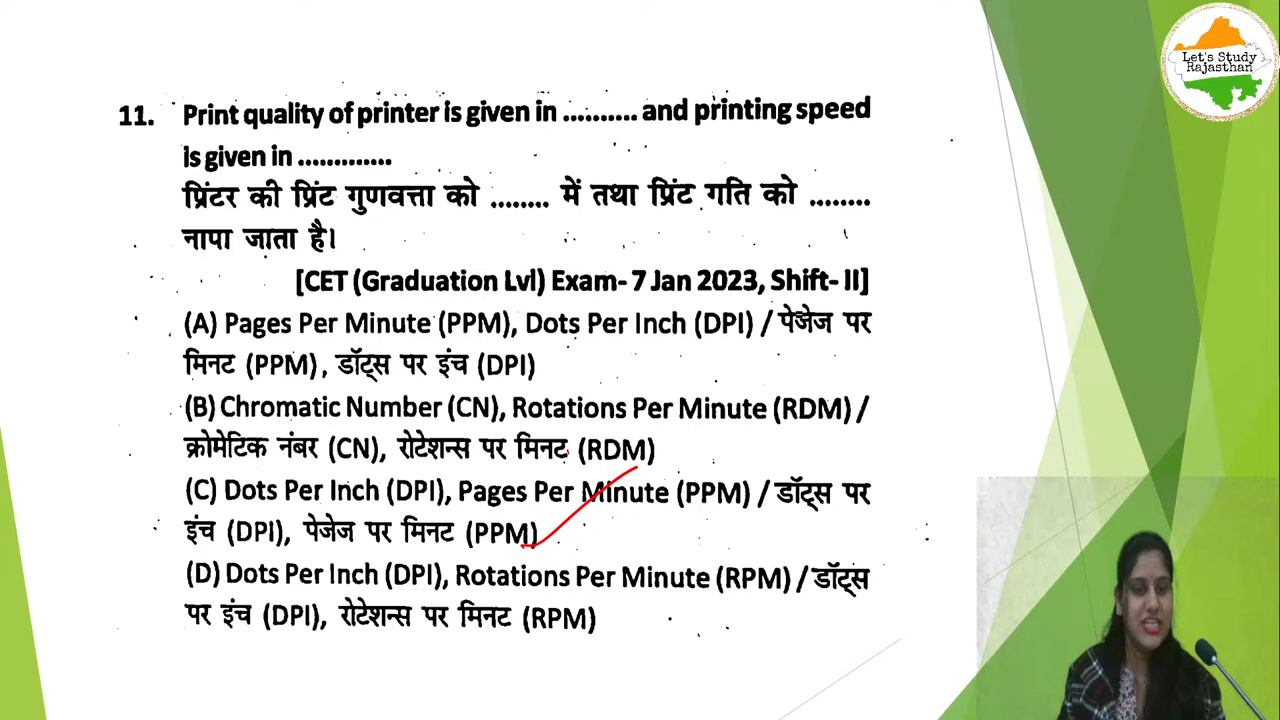 Let's Study
Rajasthan
11. Print quality of printer is given in .......... and printing speed
is given in .............
प्रिंटर की प्रिंट गुणवत्ता को ........ में तथा प्रिंट गति को ........
नापा जाता है।
[CET (Graduation Lvl) Exam- 7 Jan 2023, Shift- II]
(A) Pages Per Minute (PPM), Dots Per Inch (DPI) / पेजेज पर
मिनट (PPM), डॉट्स पर इंच (DPI)
(B) Chromatic Number (CN), Rotations Per Minute (RDM) /
क्रोमेटिक नंबर (CN), रोटेशन्स पर मिनट (RDM)
(C) Dots Per Inch (DPI), Pages Per Minute (PPM) / डॉट्स पर
इंच (DPI), पेजेज पर मिनट (PPM)
(D) Dots Per Inch (DPI), Rotations Per Minute (RPM) / डॉट्स
पर इंच (DPI), रोटेशन्स पर मिनट (RPM)